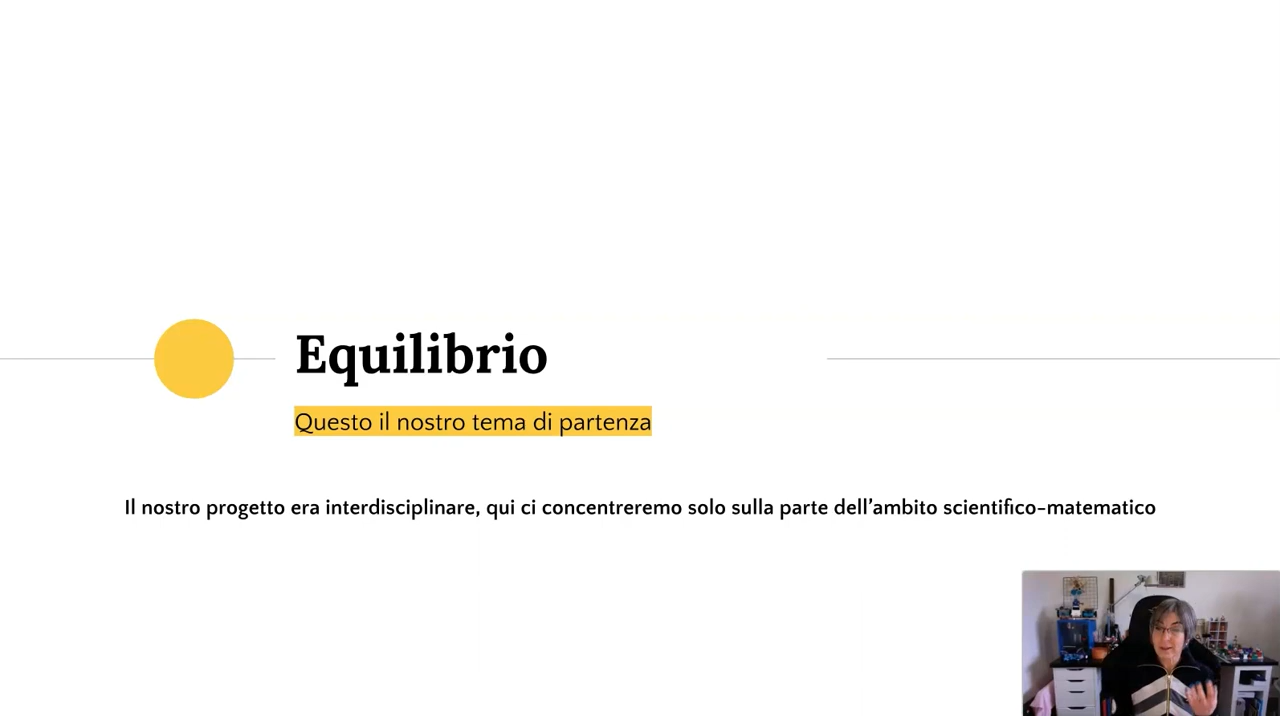 Equilibrio
Questo il nostro tema di partenza
Il nostro progetto era interdisciplinare, qui ci concentreremo solo sulla parte dell’ambito scientifico-matematico